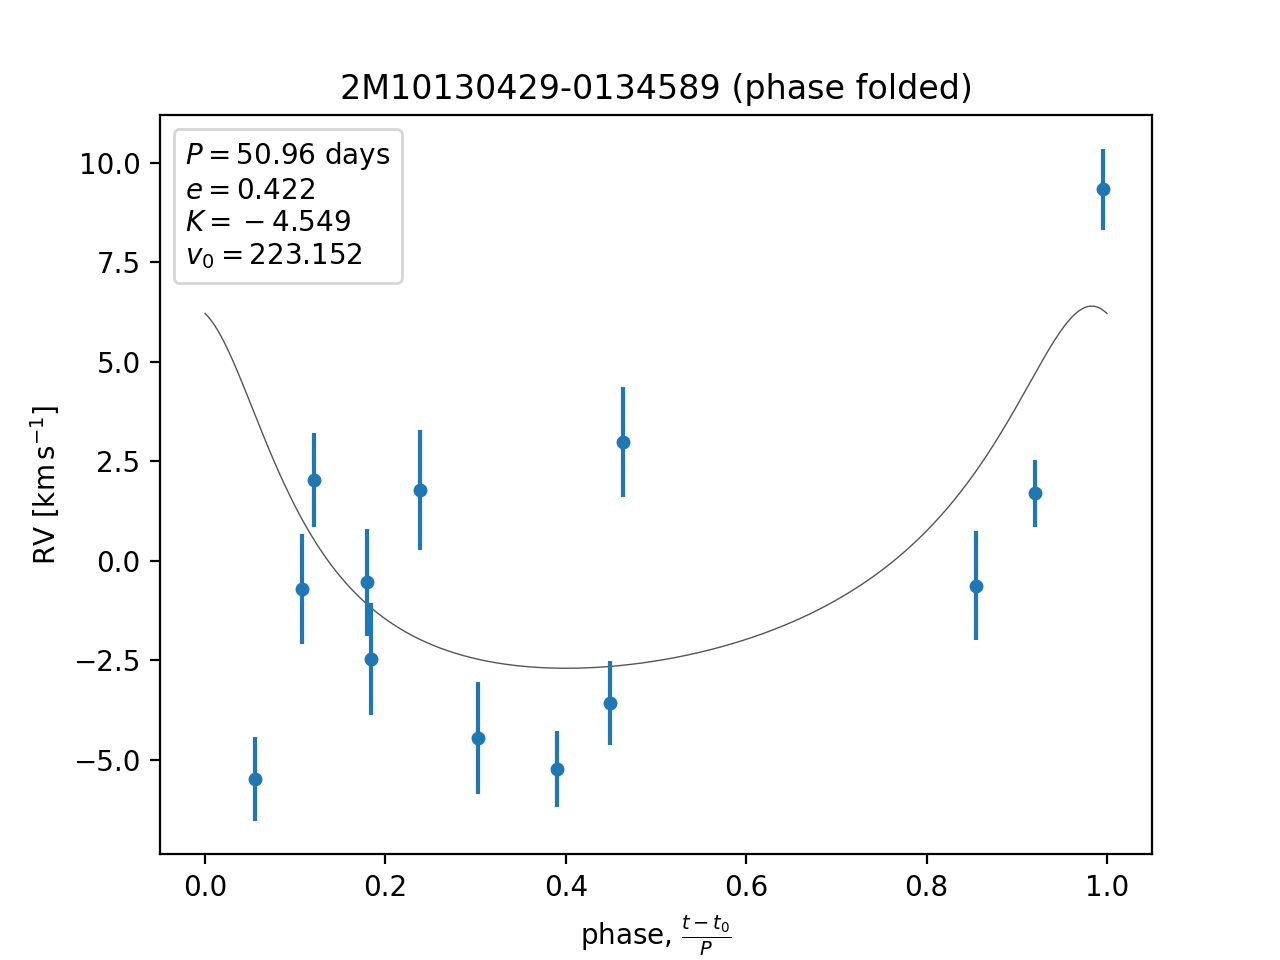 2M10130429-0134589 (phase folded)
P = 50.96 days
e = 0.422
K = −4.549
v₀ = 223.152
10.0
7.5
5.0
2.5
0.0
−2.5
−5.0
RV [km s⁻¹]
0.0 0.2 0.4 0.6 0.8 1.0
phase, (t − t₀)/P